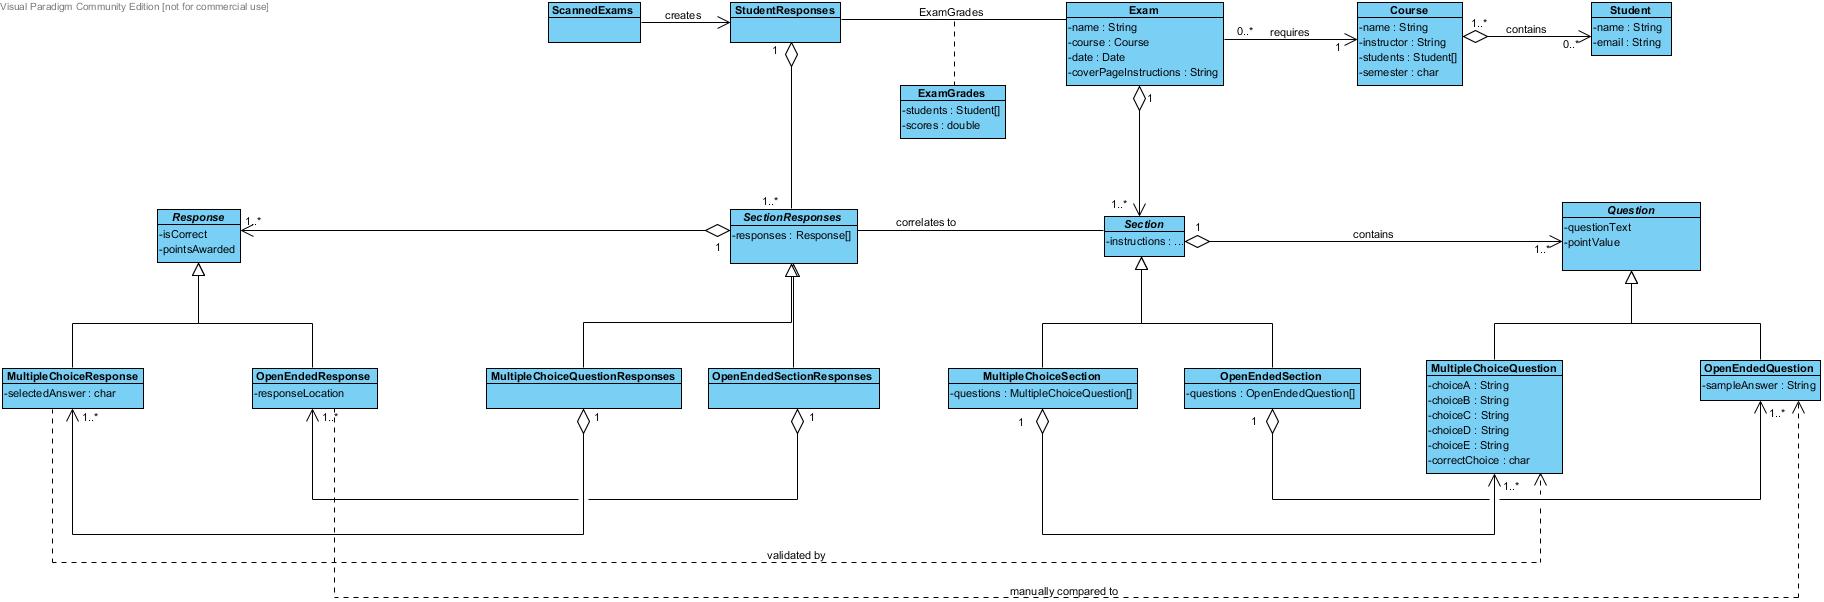 Visual Paradigm Community Edition [not for commercial use]
ScannedExams
creates
StudentResponses
1
ExamGrades
Exam
-name : String
-course : Course
-date : Date
-coverPageInstructions : String
1
0..*
requires
1
Course
-name : String
-instructor : String
-students : Student[]
-semester : char
1..*
contains
0..*
Student
-name : String
-email : String
ExamGrades
-students : Student[]
-scores : double
Response
-isCorrect
-pointsAwarded
1..*
1
1..*
SectionResponses
-responses : Response[]
correlates to
1..*
Section
-instructions : ...
1
contains
1..*
Question
-questionText
-pointValue
MultipleChoiceResponse
-selectedAnswer : char
1..*
OpenEndedResponse
-responseLocation
1..*
MultipleChoiceQuestionResponses
1
OpenEndedSectionResponses
1
MultipleChoiceSection
-questions : MultipleChoiceQuestion[]
1
OpenEndedSection
-questions : OpenEndedQuestion[]
1
MultipleChoiceQuestion
-choiceA : String
-choiceB : String
-choiceC : String
-choiceD : String
-choiceE : String
-correctChoice : char
1..*
OpenEndedQuestion
-sampleAnswer : String
1..*
validated by
manually compared to